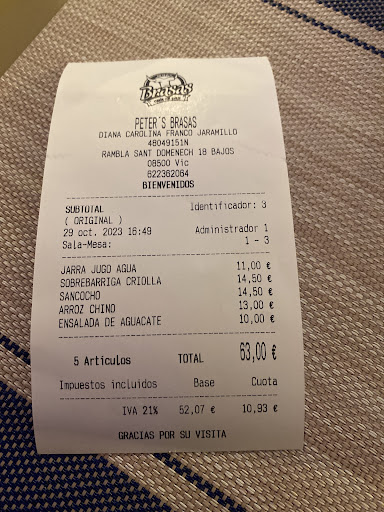 Brasas
PETER´S BRASAS
DIANA CAROLINA FRANCO JARAMILLO
48049151N
RAMBLA SANT DOMENECH 18 BAJOS
08500 Vic
622362064
BIENVENIDOS
SUBTOTAL Identificador: 3
( ORIGINAL )
29 oct. 2023 16:49 Administrador 1
Sala-Mesa: 1 - 3
JARRA JUGO AGUA 11,00 €
SOBREBARRIGA CRIOLLA 14,50 €
SANCOCHO 14,50 €
ARROZ CHINO 13,00 €
ENSALADA DE AGUACATE 10,00 €
5 Artículos TOTAL 63,00 €
Impuestos incluidos Base Cuota
IVA 21% 52,07 € 10,93 €
GRACIAS POR SU VISITA